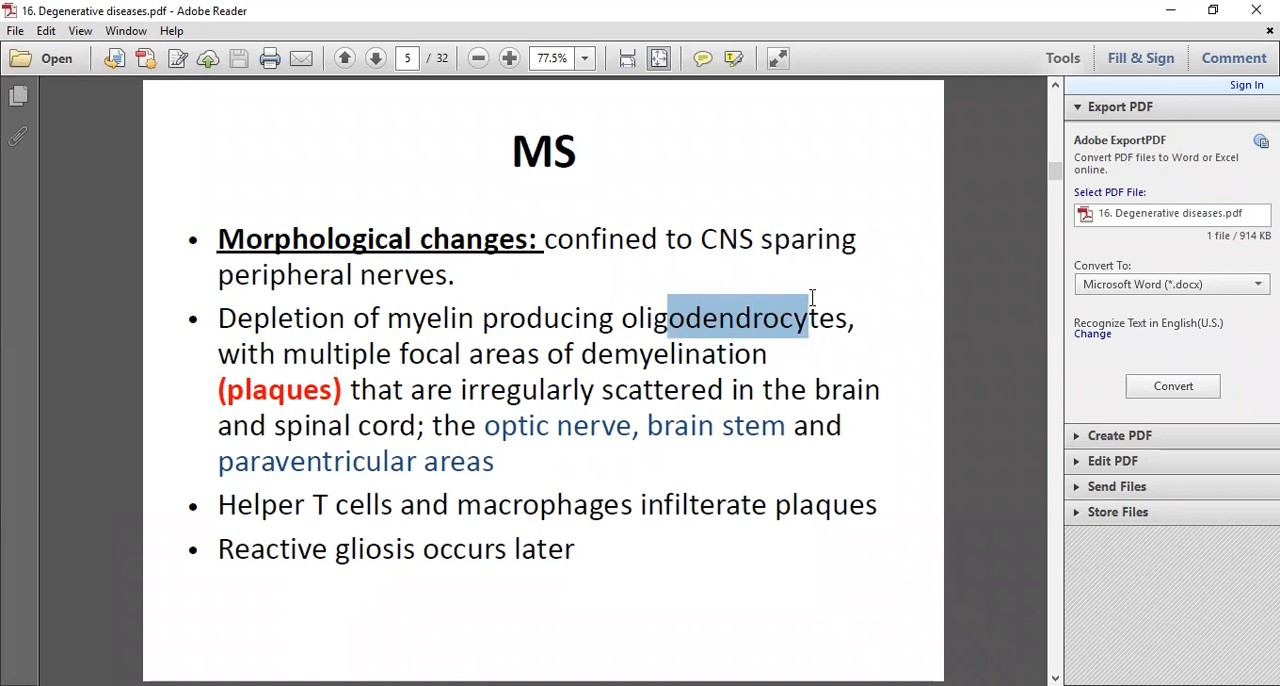 16. Degenerative diseases.pdf - Adobe Reader
File Edit View Window Help
Open 5 / 32 77.5% Tools Fill & Sign Comment
Sign In
Export PDF
Adobe ExportPDF
Convert PDF files to Word or Excel
online.
Select PDF File:
16. Degenerative diseases.pdf
1 file / 914 KB
Convert To:
Microsoft Word (*.docx)
Recognize Text in English(U.S.)
Change
Convert
Create PDF
Edit PDF
Send Files
Store Files
MS
• Morphological changes: confined to CNS sparing
peripheral nerves.
• Depletion of myelin producing oligodendrocytes,
with multiple focal areas of demyelination
(plaques) that are irregularly scattered in the brain
and spinal cord; the optic nerve, brain stem and
paraventricular areas
• Helper T cells and macrophages infilterate plaques
• Reactive gliosis occurs later